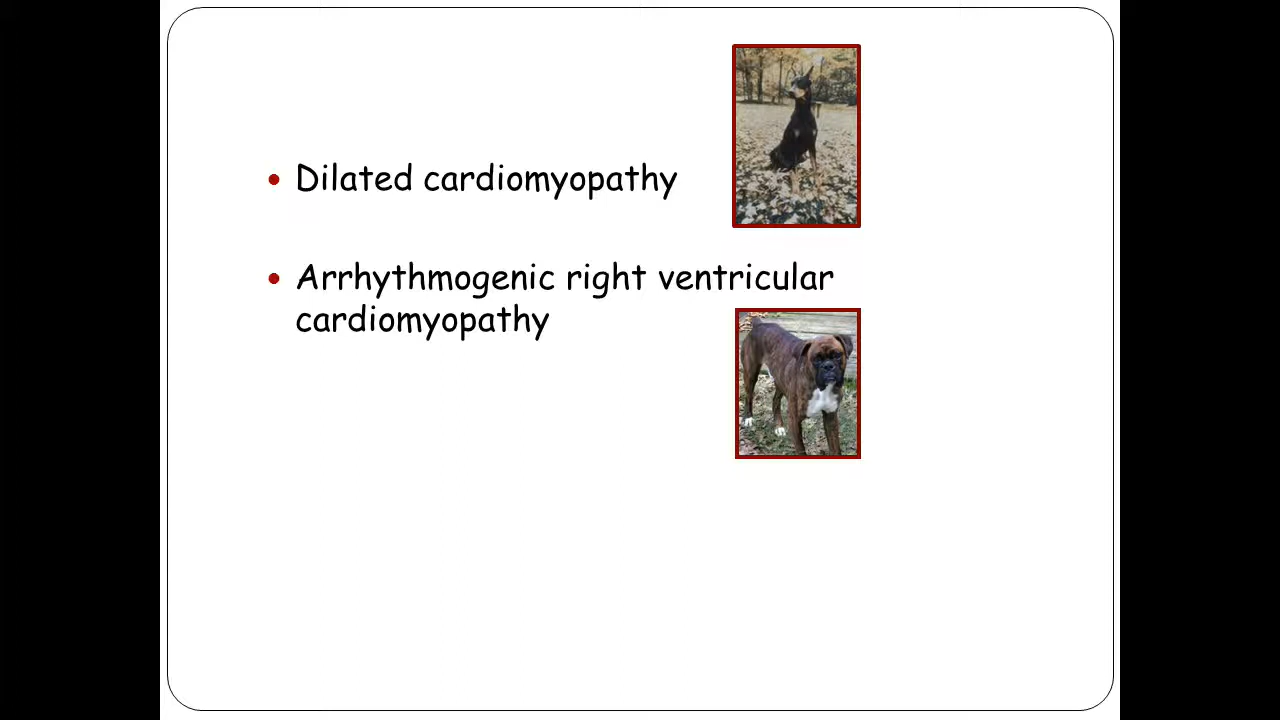 • Dilated cardiomyopathy
• Arrhythmogenic right ventricular
cardiomyopathy